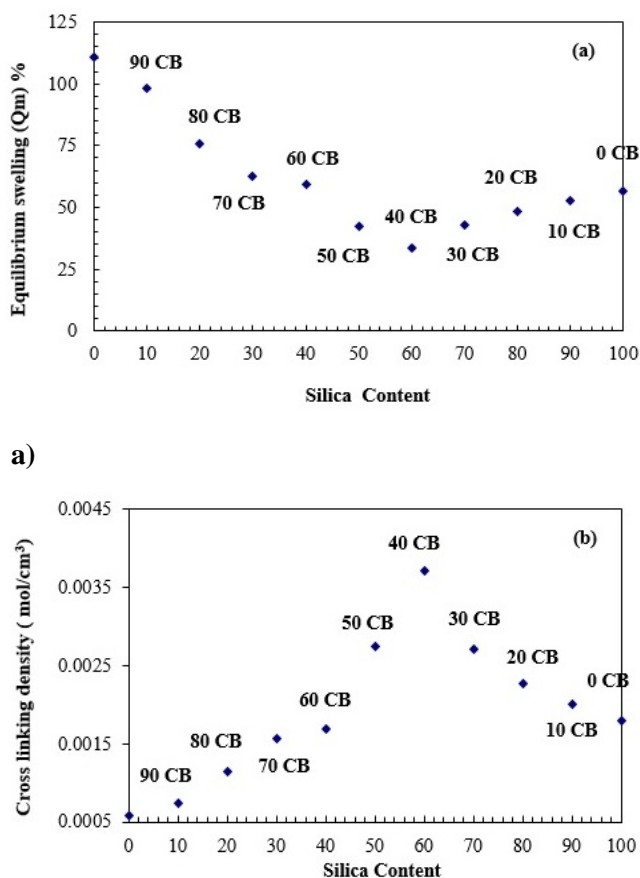 125
(a)
90 CB
100
80 CB
0 CB
75
60 CB
20 CB
70 CB
40 CB
50
10 CB
50 CB
30 CB
25
0
0 10 20 30 40 50 60 70 80 90 100
Equilibrium swelling (Qm) %
Silica Content
a)
0.0045
(b)
40 CB
0.0035
50 CB
30 CB
0.0025
60 CB
20 CB
0 CB
80 CB
70 CB
10 CB
0.0015
90 CB
0.0005
0 10 20 30 40 50 60 70 80 90 100
Cross linking density ( mol/cm³)
Silica Content